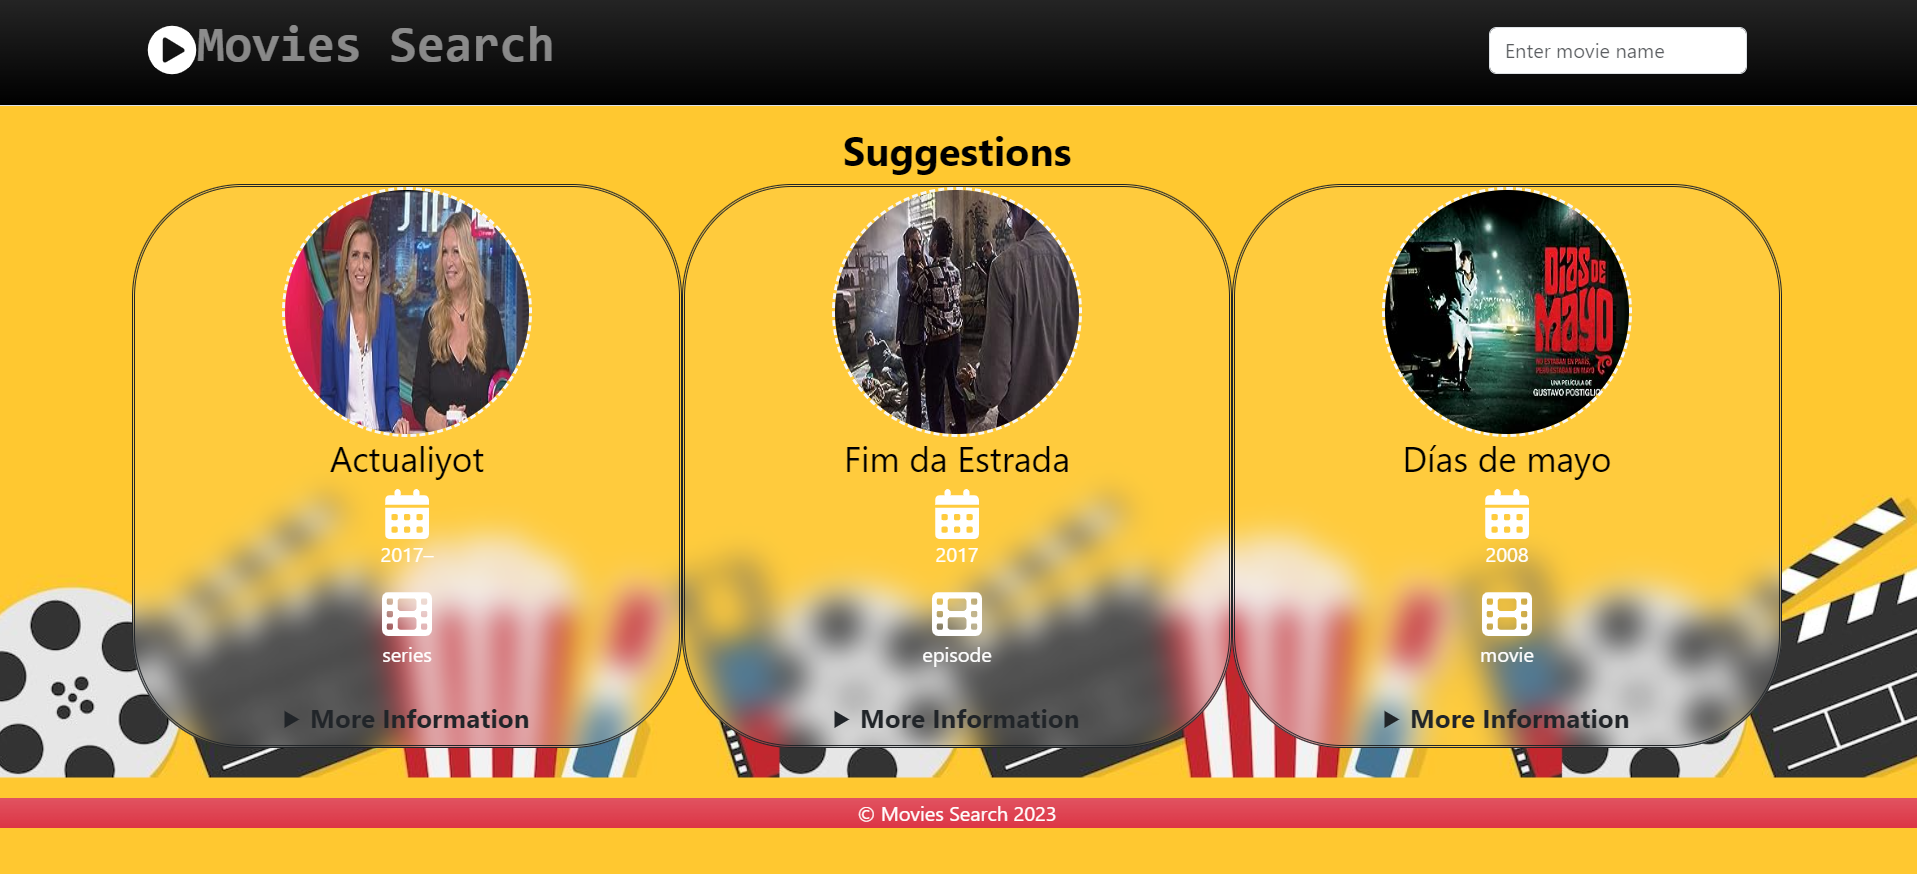 Movies Search
Enter movie name
Suggestions
DÍAS DE
MAYO
NO ESTABAN EN PARÍS,
PERO ESTABAN EN MAYO
UNA PELÍCULA DE
GUSTAVO POSTIGLIO
Actualiyot
Fim da Estrada
Días de mayo
2017–
2017
2008
series
episode
movie
More Information
More Information
More Information
© Movies Search 2023